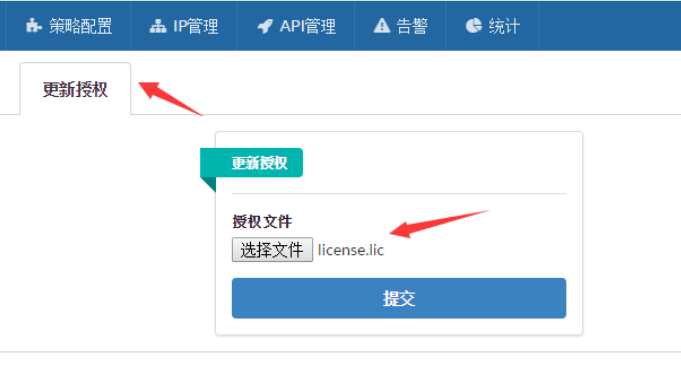 策略配置 IP管理 API管理 告警 统计
更新授权
更新授权
授权文件
选择文件 license.lic
提交